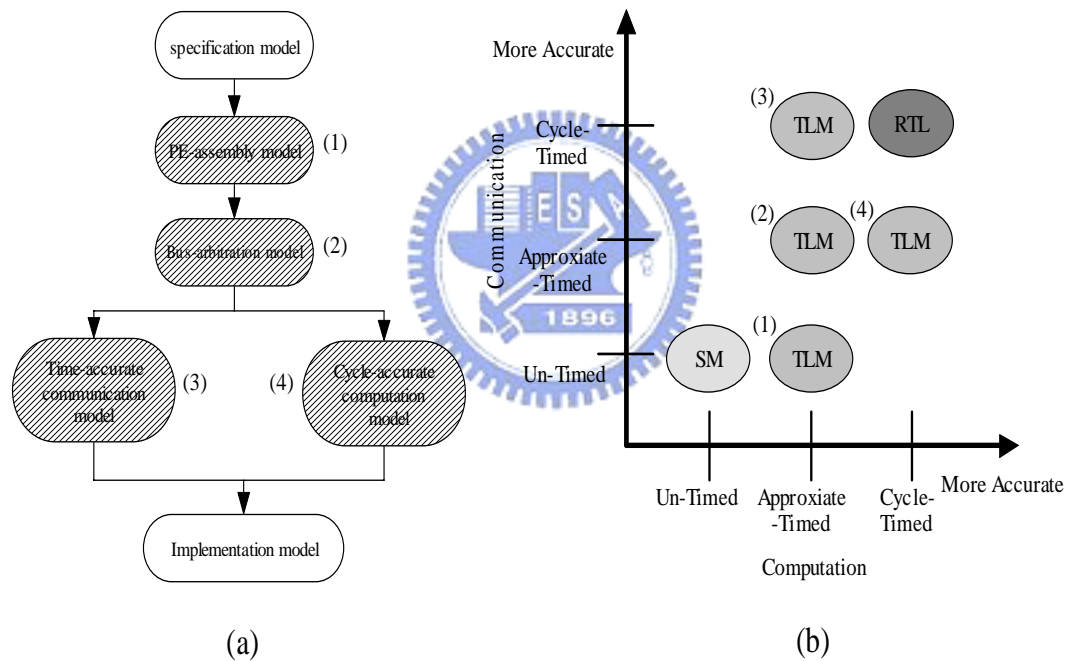 specification model
PE-assembly model
(1)
Bus-arbitration model
(2)
Time-accurate
communication
model
(3)
(4)
Cycle-accurate
computation
model
Implementation model
(a)
More Accurate
Communication
Cycle-
Timed
Approxiate
-Timed
Un-Timed
(3)
TLM
RTL
(2)
TLM
(4)
TLM
SM
(1)
TLM
E S A
1896
Un-Timed
Approxiate
-Timed
Cycle-
Timed
More Accurate
Computation
(b)